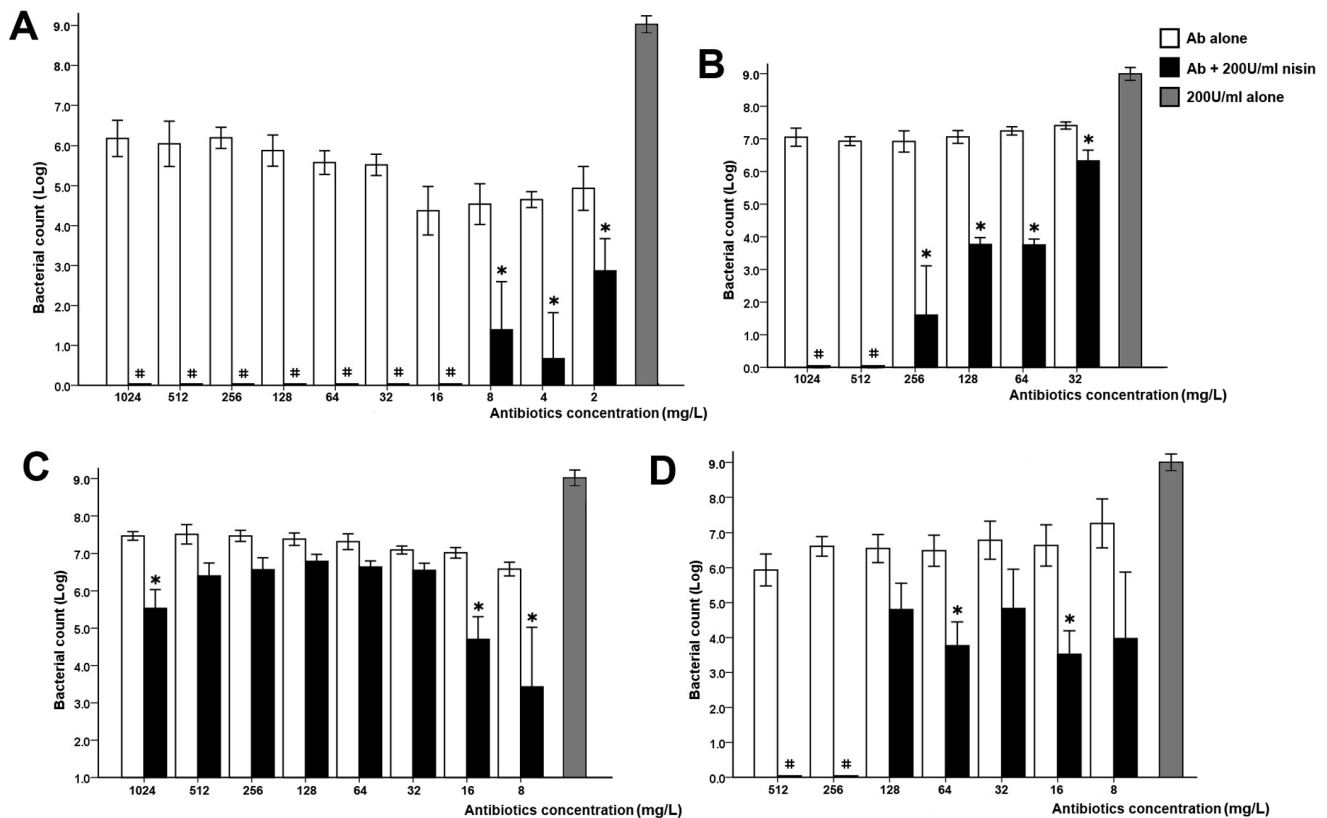 A
Bacterial count (Log)
9.0
8.0
7.0
6.0
5.0
4.0
3.0
2.0
1.0
0.0
# # # # # # # * * *
1024 512 256 128 64 32 16 8 4 2
Antibiotics concentration (mg/L)
B
Ab alone
Ab + 200U/ml nisin
200U/ml alone
Bacterial count (Log)
9.0
8.0
7.0
6.0
5.0
4.0
3.0
2.0
1.0
0.0
# # * * * *
1024 512 256 128 64 32
Antibiotics concentration (mg/L)
C
Bacterial count (Log)
9.0
8.0
7.0
6.0
5.0
4.0
3.0
2.0
1.0
* * *
1024 512 256 128 64 32 16 8
Antibiotics concentration (mg/L)
D
Bacterial count (Log)
9.0
8.0
7.0
6.0
5.0
4.0
3.0
2.0
1.0
0.0
# # * *
512 256 128 64 32 16 8
Antibiotics concentration (mg/L)